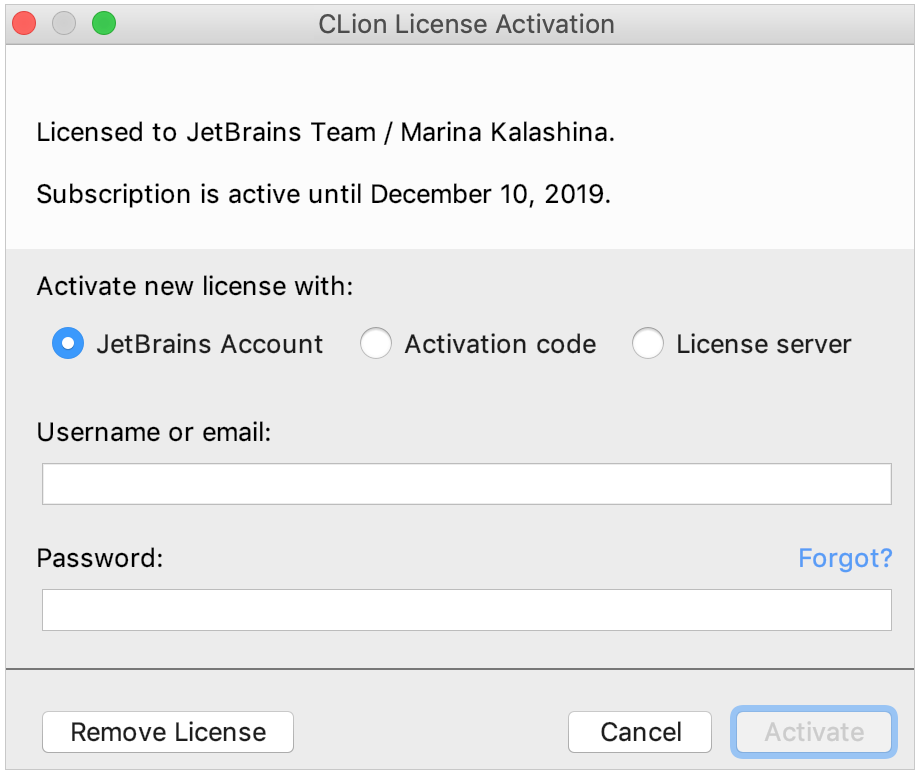 CLion License Activation
Licensed to JetBrains Team / Marina Kalashina.
Subscription is active until December 10, 2019.
Activate new license with:
JetBrains Account Activation code License server
Username or email:
Password: Forgot?
Remove License Cancel Activate